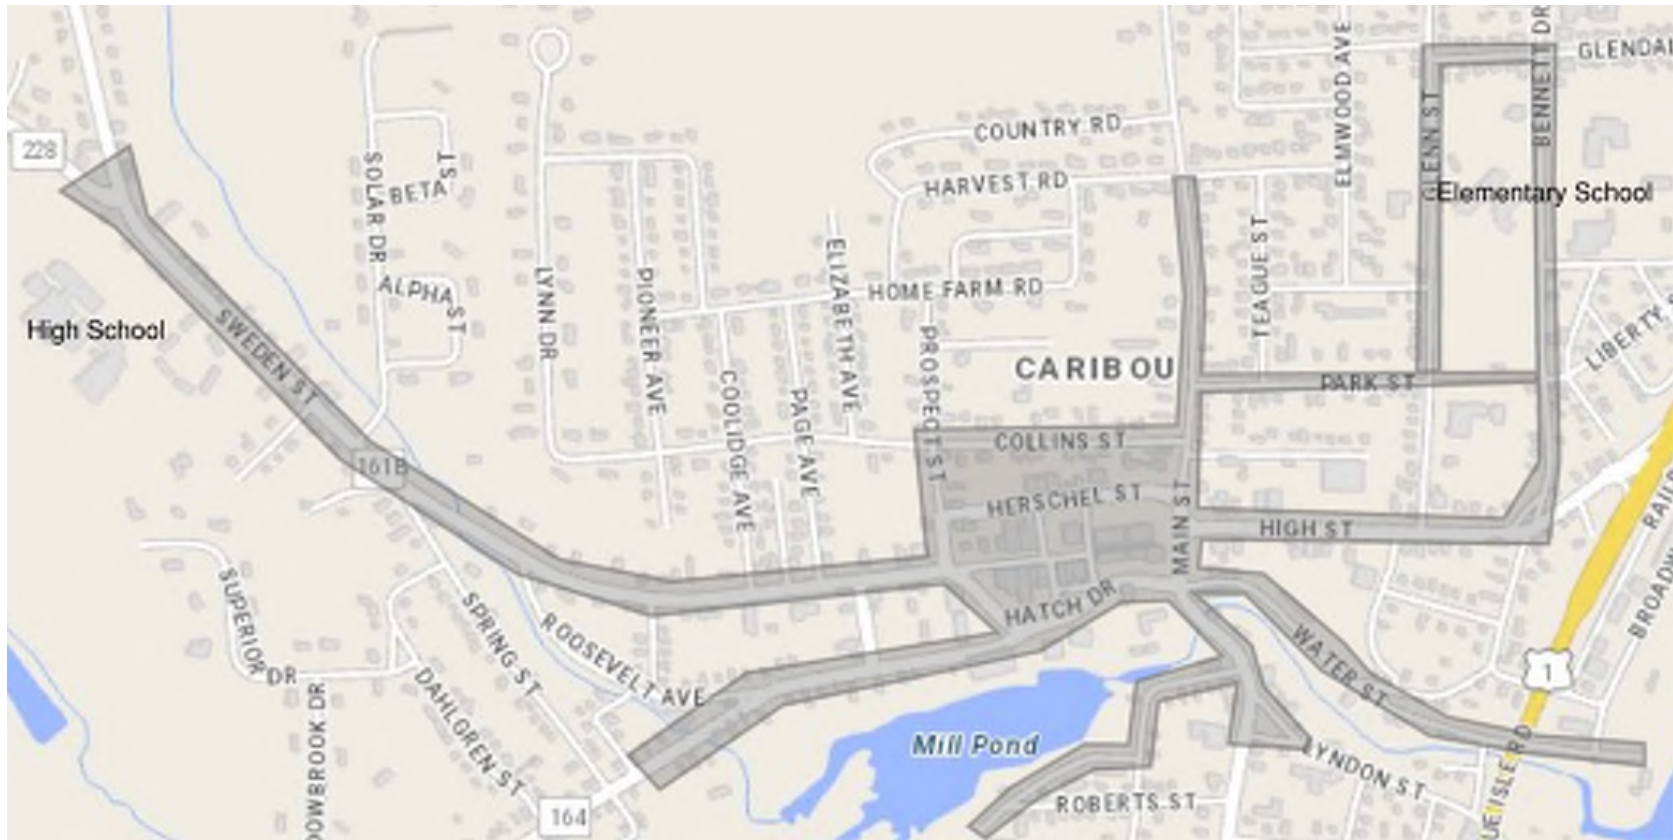 GLENDAL
BENNETT DR
ELMWOOD AVE
COUNTRY RD
GLENN ST
228
SOLAR DR
BETA
ST
HARVEST RD
Elementary School
ALPHA
ST
LYNN DR
PIONEER AVE
ELIZABETH AVE
HOME FARM RD
TEAGUE ST
LIBERTY
High School
SWEDEN ST
COOLIDGE AVE
PAGE AVE
PROSPECT ST
CARIBOU
PARK ST
161B
COLLINS ST
HERSCHEL ST
MAIN ST
HIGH ST
SUPERIOR
DR
SPRING ST
ROOSEVELT AVE
HATCH DR
WATER ST
1
DAHLGREN ST
OWBROOK DR
Mill Pond
LYNDON ST
ROBERTS ST
164